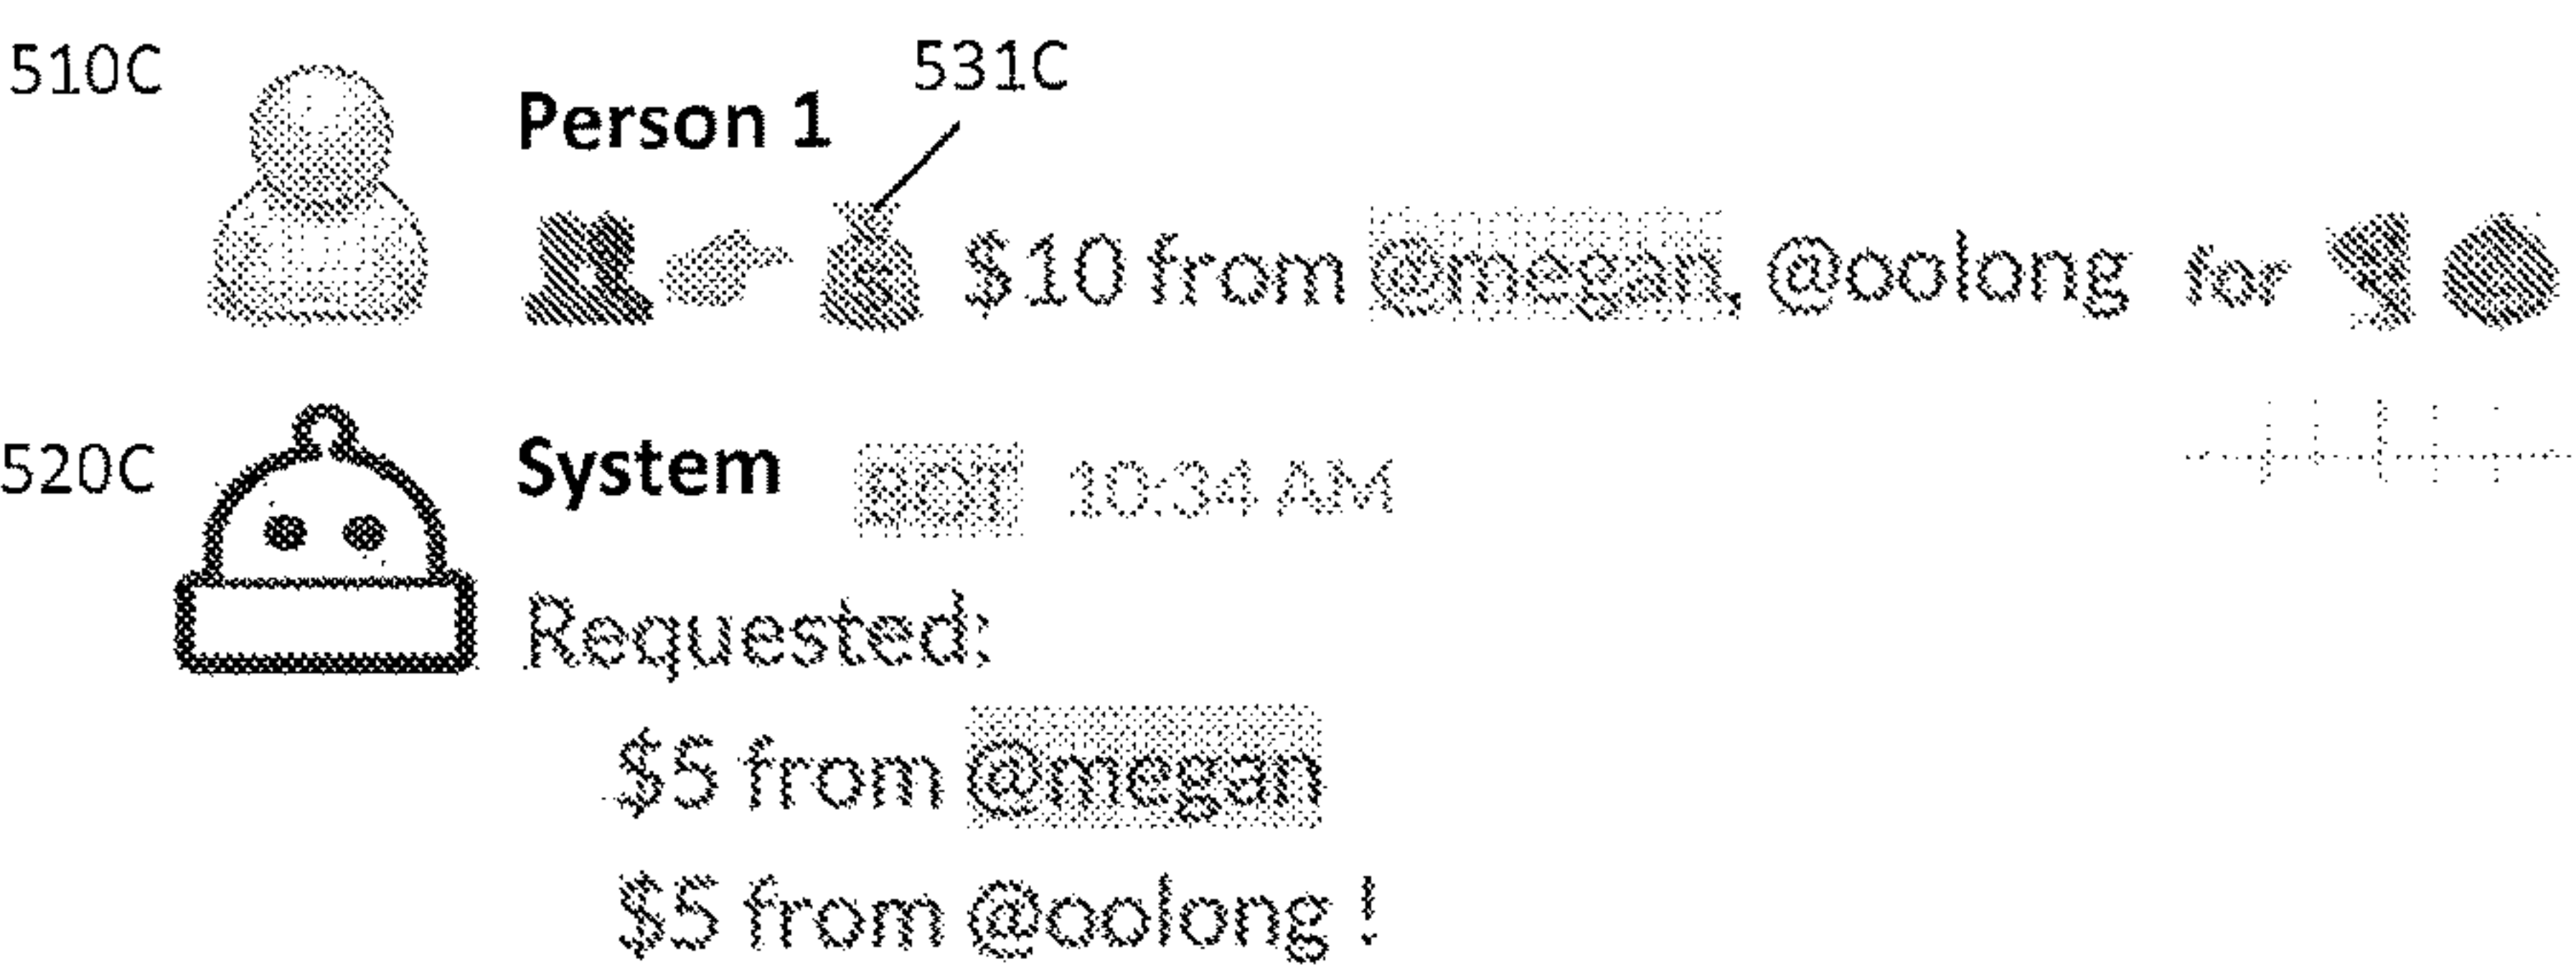 510C
531C
Person 1
$10 from @megan, @oolong for
520C
System BOT 10:34 AM
Requested:
$5 from @megan
$5 from @oolong !